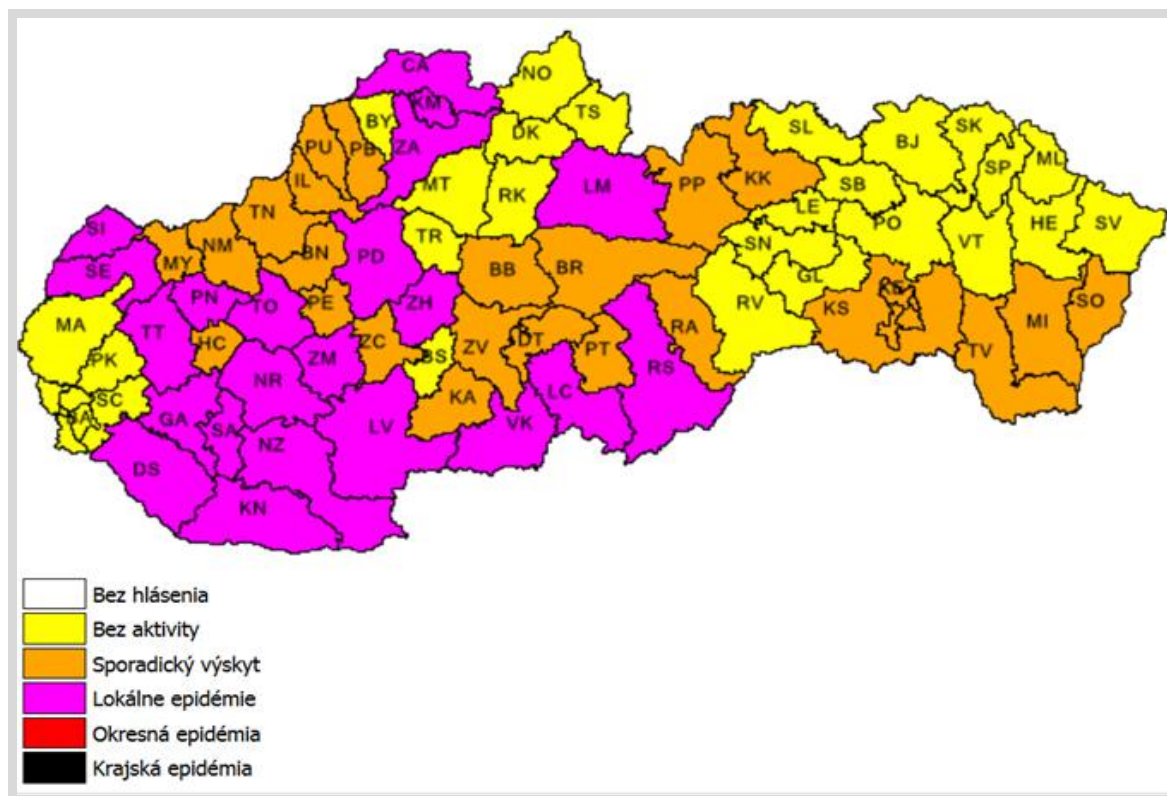 CA
NO
KM
TS
BY
DK
SL
SK
PU
PB
ZA
BJ
ML
SP
IL
MT
RK
LM
PP
KK
SB
TN
LE
SI
NM
TR
PO
HE
SV
VT
MY
BN
PD
BB
BR
SN
GL
SE
PN
TO
PE
ZH
RV
KS
KE
SO
MA
TT
HC
ZM
ZC
BS
ZV
DT
PT
RA
TV
MI
PK
NR
KA
LC
RS
SC
BA
GA
SA
NZ
LV
VK
DS
KN
Bez hlásenia
Bez aktivity
Sporadický výskyt
Lokálne epidémie
Okresná epidémia
Krajská epidémia